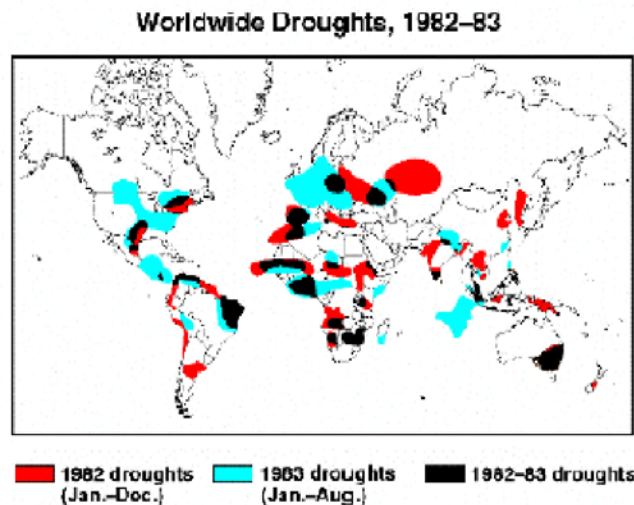 Worldwide Droughts, 1982–83
1982 droughts
(Jan.–Dec.)
1983 droughts
(Jan.–Aug.)
1982–83 droughts